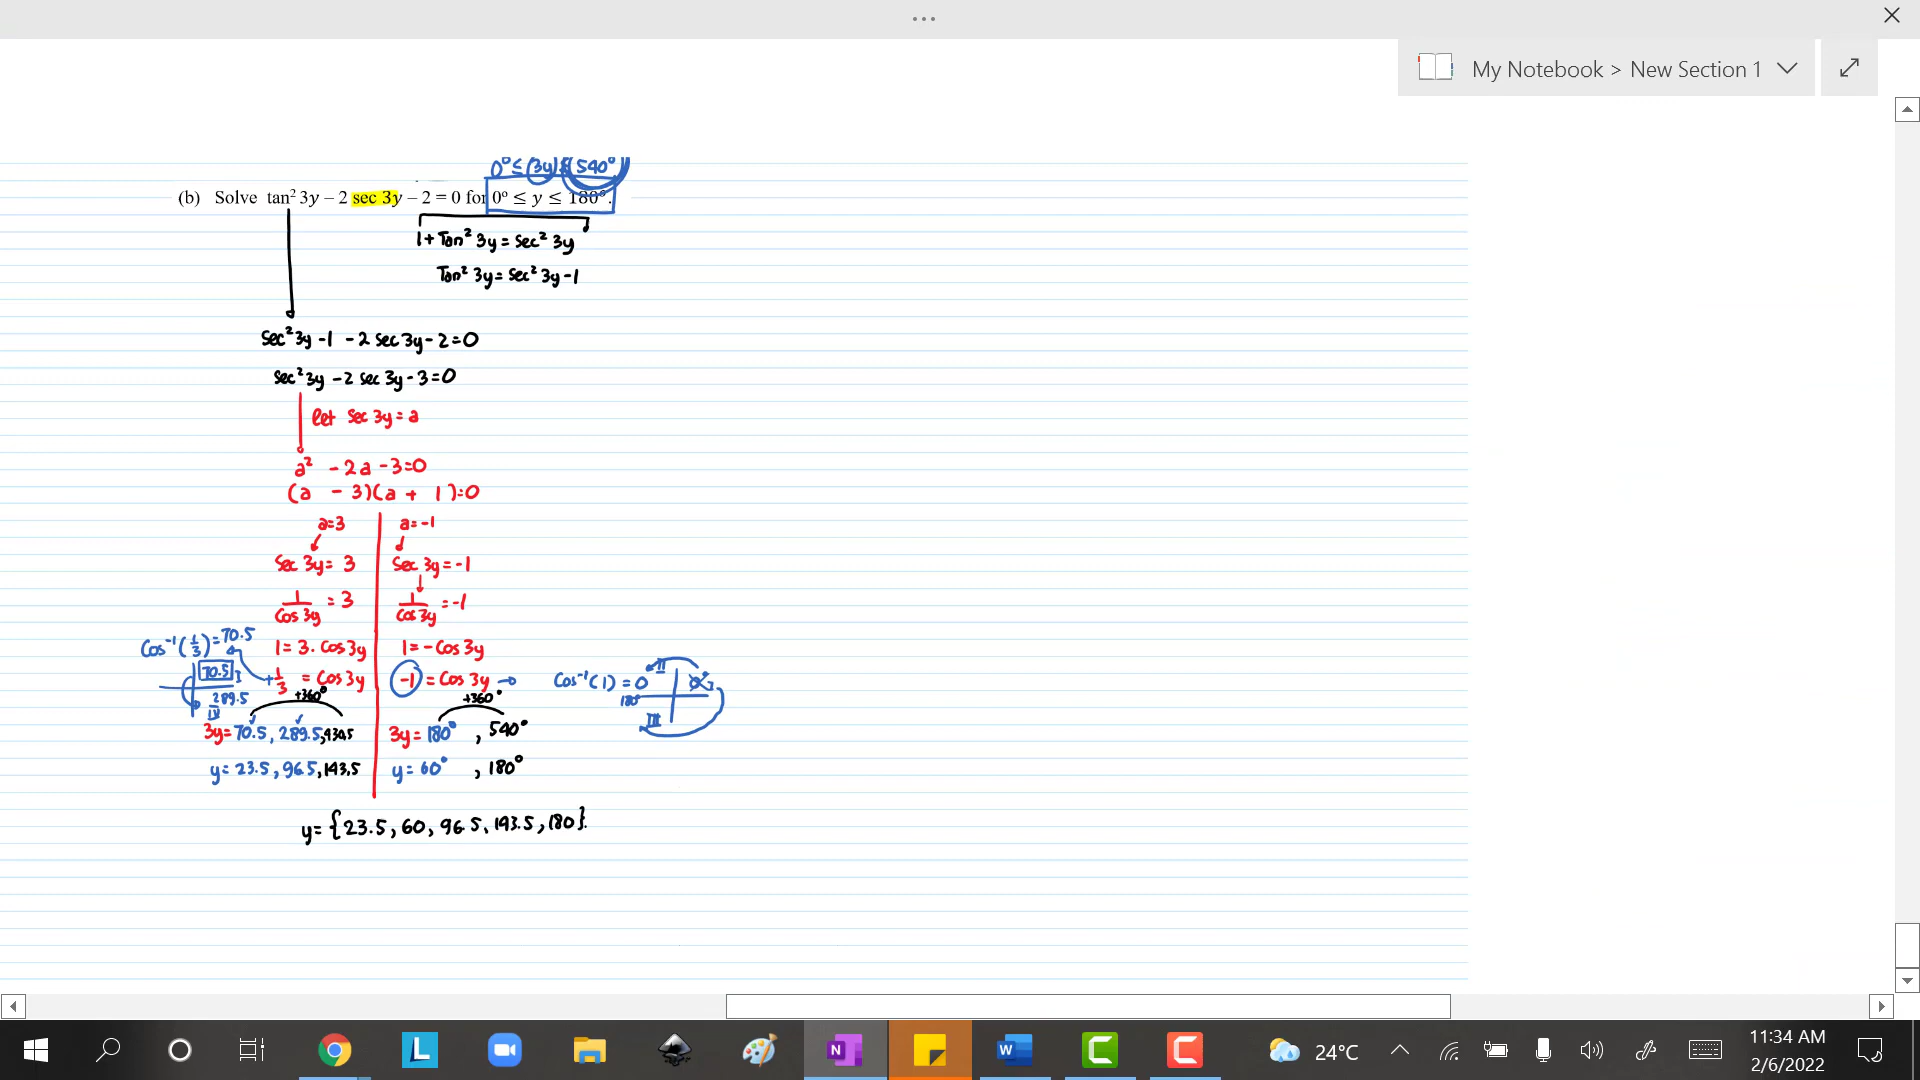 My Notebook > New Section 1
0° ≤ 3y ≤ 540°
(b) Solve tan² 3y – 2 sec 3y – 2 = 0 for 0° ≤ y ≤ 180°.
1 + Tan² 3y = Sec² 3y
Tan² 3y = Sec² 3y - 1
Sec² 3y - 1 - 2 Sec 3y - 2 = 0
Sec² 3y - 2 Sec 3y - 3 = 0
let Sec 3y = a
a² - 2a - 3 = 0
(a - 3)(a + 1) = 0
a = 3 a = -1
Sec 3y = 3 Sec 3y = -1
1/Cos 3y = 3 1/Cos 3y = -1
Cos⁻¹(1/3) = 70.5 1 = 3. Cos 3y 1 = - Cos 3y
70.5 I + 1/3 = Cos 3y -1 = Cos 3y Cos⁻¹(1) = 0 II I
289.5 +360° +360° 180°
IV III
3y = 70.5, 289.5, 430.5 3y = 180°, 540°
y = 23.5, 96.5, 143.5 y = 60°, 180°
y = {23.5, 60, 96.5, 143.5, 180}.
24°C
11:34 AM
2/6/2022